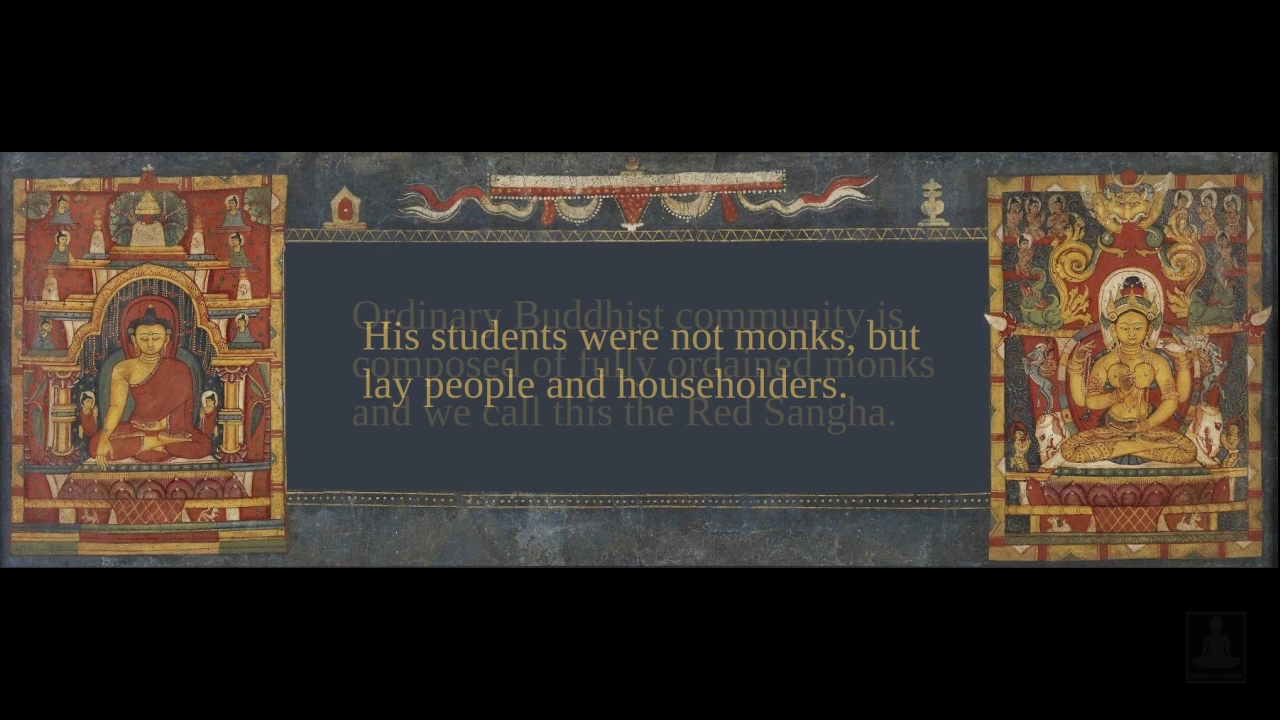 Ordinary Buddhist community is
His students were not monks, but
composed of fully ordained monks
lay people and householders.
and we call this the Red Sangha.